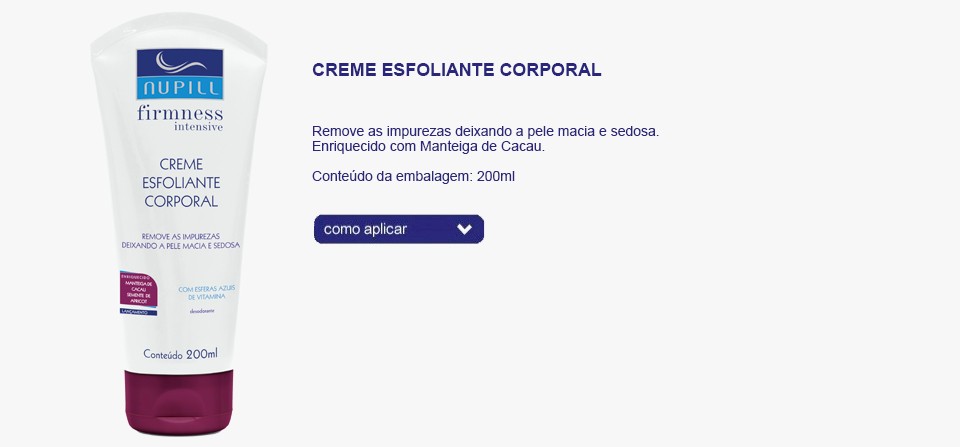 NUPILL
firmness
intensive
CREME
ESFOLIANTE
CORPORAL
REMOVE AS IMPUREZAS
DEIXANDO A PELE MACIA E SEDOSA
ENRIQUECIDO
MANTEIGA DE
CACAU
SEMENTE DE
APRICOT
LANÇAMENTO
COM ESFERAS AZUIS
DE VITAMINA
desodorante
Conteúdo 200ml
CREME ESFOLIANTE CORPORAL
Remove as impurezas deixando a pele macia e sedosa.
Enriquecido com Manteiga de Cacau.
Conteúdo da embalagem: 200ml
como aplicar